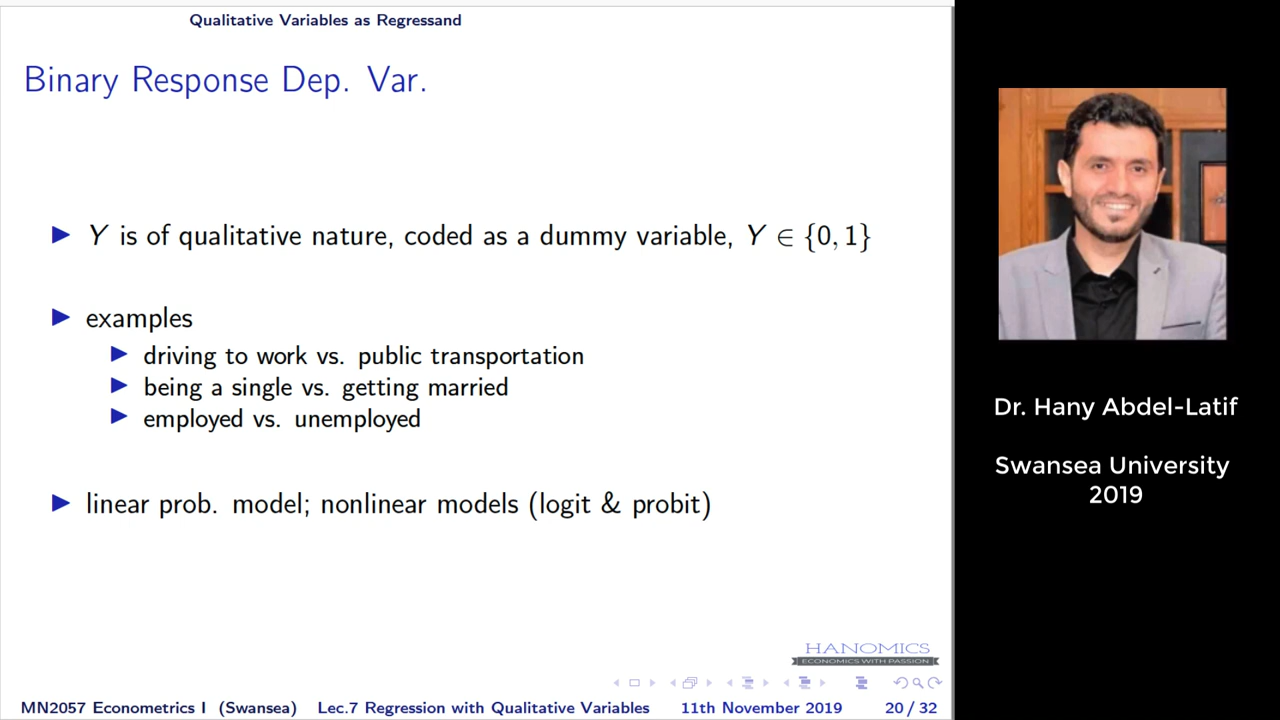 Qualitative Variables as Regressand
Binary Response Dep. Var.
Y is of qualitative nature, coded as a dummy variable, Y ∈ {0, 1}
examples
driving to work vs. public transportation
being a single vs. getting married
employed vs. unemployed
linear prob. model; nonlinear models (logit & probit)
HANOMICS
ECONOMICS WITH PASSION
MN2057 Econometrics I (Swansea) Lec.7 Regression with Qualitative Variables 11th November 2019 20 / 32
Dr. Hany Abdel-Latif
Swansea University
2019